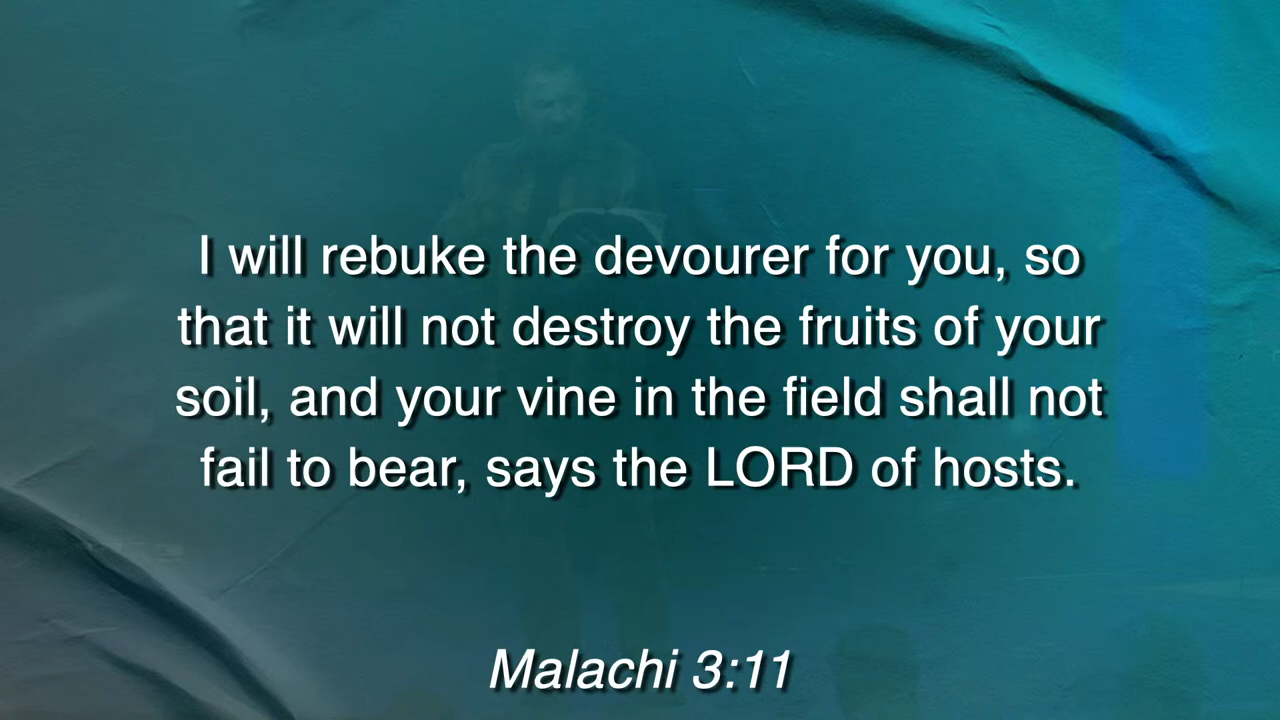 I will rebuke the devourer for you, so
that it will not destroy the fruits of your
soil, and your vine in the field shall not
fail to bear, says the LORD of hosts.
Malachi 3:11